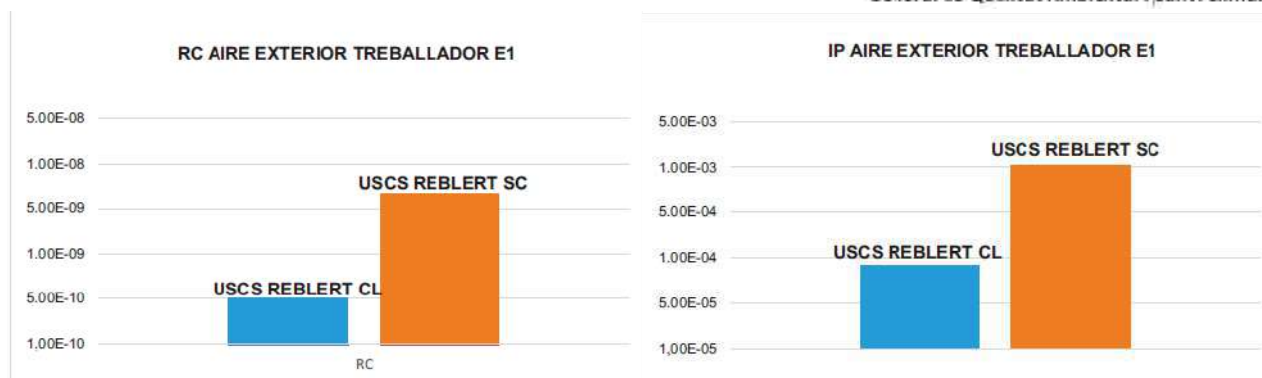 RC AIRE EXTERIOR TREBALLADOR E1
5.00E-08
1.00E-08
USCS REBLERT SC
5.00E-09
1.00E-09
USCS REBLERT CL
5.00E-10
1,00E-10
RC
IP AIRE EXTERIOR TREBALLADOR E1
5.00E-03
USCS REBLERT SC
1.00E-03
5.00E-04
USCS REBLERT CL
1.00E-04
5.00E-05
1,00E-05